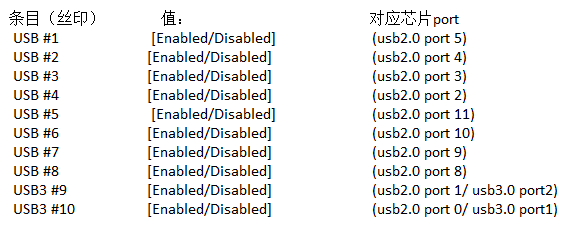 条目（丝印） 值： 对应芯片port
USB #1 [Enabled/Disabled] (usb2.0 port 5)
USB #2 [Enabled/Disabled] (usb2.0 port 4)
USB #3 [Enabled/Disabled] (usb2.0 port 3)
USB #4 [Enabled/Disabled] (usb2.0 port 2)
USB #5 [Enabled/Disabled] (usb2.0 port 11)
USB #6 [Enabled/Disabled] (usb2.0 port 10)
USB #7 [Enabled/Disabled] (usb2.0 port 9)
USB #8 [Enabled/Disabled] (usb2.0 port 8)
USB3 #9 [Enabled/Disabled] (usb2.0 port 1/ usb3.0 port2)
USB3 #10 [Enabled/Disabled] (usb2.0 port 0/ usb3.0 port1)